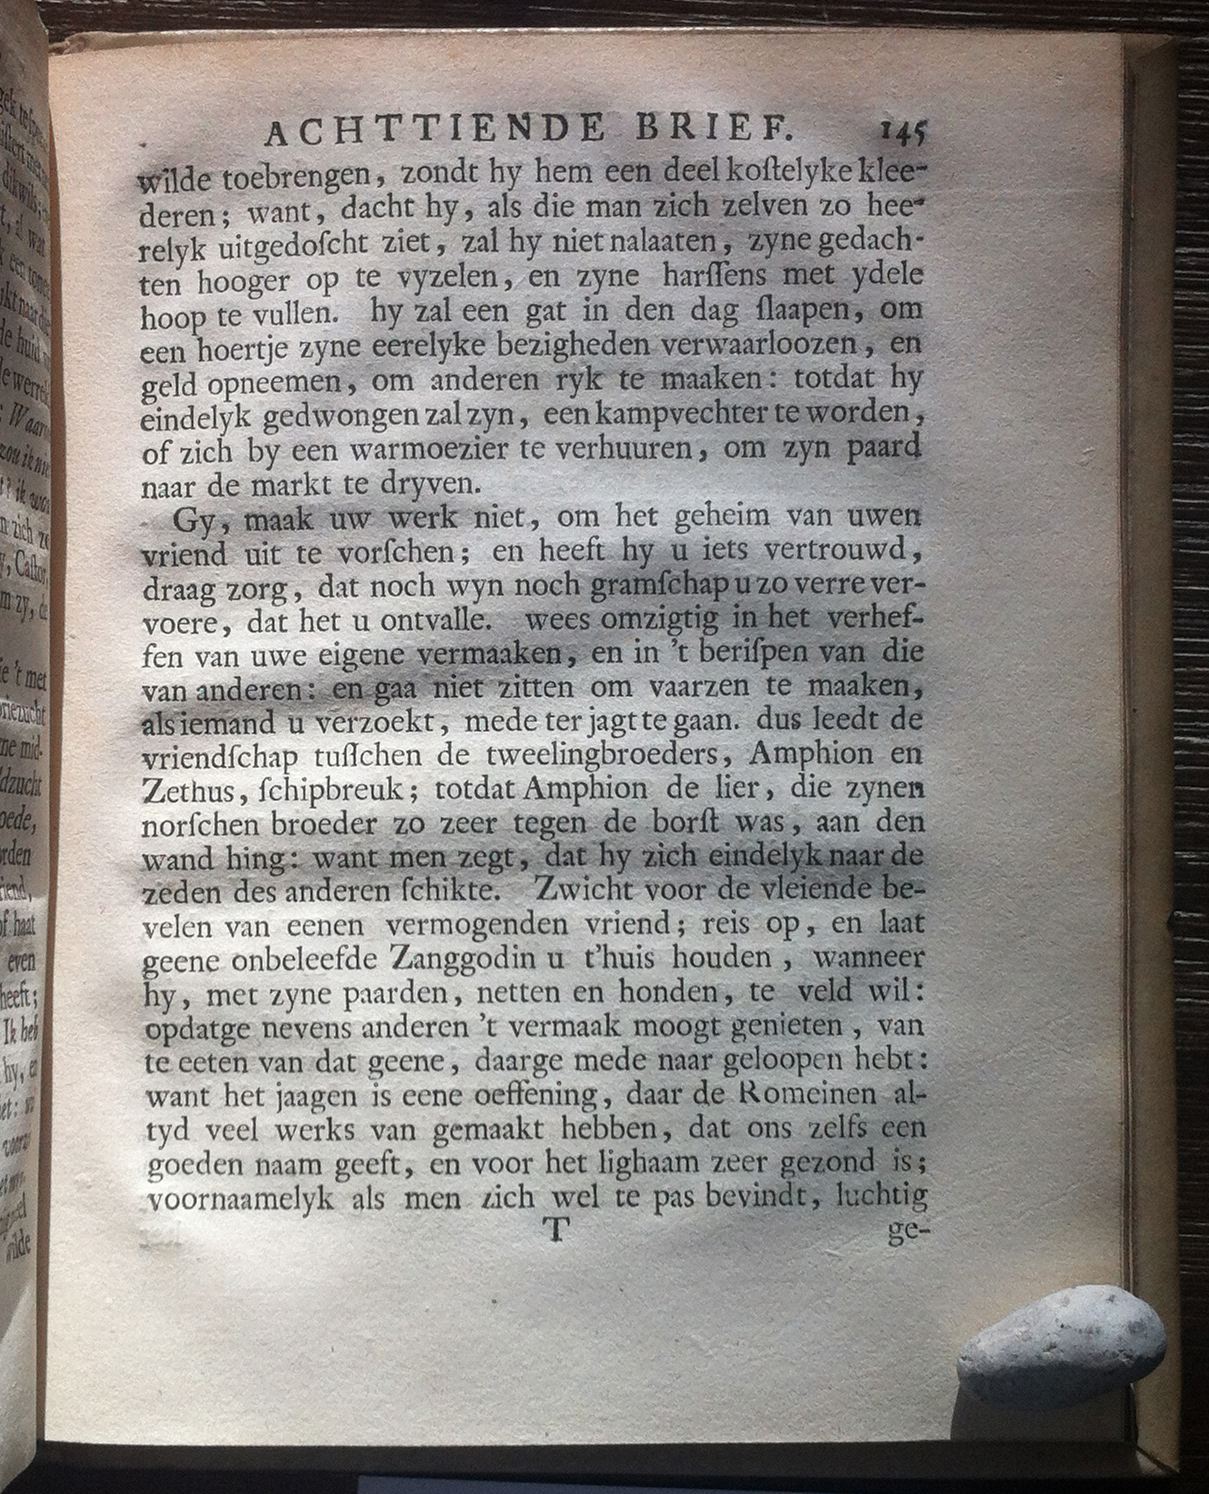 ACHTTIENDE BRIEF. 145
wilde toebrengen, zondt hy hem een deel koſtelyke klee-
deren; want, dacht hy, als die man zich zelven zo hee-
relyk uitgedoſcht ziet, zal hy niet nalaaten, zyne gedach-
ten hooger op te vyzelen, en zyne harſſens met ydele
hoop te vullen. hy zal een gat in den dag ſlaapen, om
een hoertje zyne eerelyke bezigheden verwaarloozen, en
geld opneemen, om anderen ryk te maaken: totdat hy
eindelyk gedwongen zal zyn, een kampvechter te worden,
of zich by een warmoezier te verhuuren, om zyn paard
naar de markt te dryven.
Gy, maak uw werk niet, om het geheim van uwen
vriend uit te vorſchen; en heeft hy u iets vertrouwd,
draag zorg, dat noch wyn noch gramſchap u zo verre ver-
voere, dat het u ontvalle. wees omzigtig in het verhef-
fen van uwe eigene vermaaken, en in 't beriſpen van die
van anderen: en gaa niet zitten om vaarzen te maaken,
als iemand u verzoekt, mede ter jagt te gaan. dus leedt de
vriendſchap tuſſchen de tweelingbroeders, Amphion en
Zethus, ſchipbreuk; totdat Amphion de lier, die zynen
norſchen broeder zo zeer tegen de borſt was, aan den
wand hing: want men zegt, dat hy zich eindelyk naar de
zeden des anderen ſchikte. Zwicht voor de vleiende be-
velen van eenen vermogenden vriend; reis op, en laat
geene onbeleefde Zanggodin u t'huis houden, wanneer
hy, met zyne paarden, netten en honden, te veld wil:
opdatge nevens anderen 't vermaak moogt genieten, van
te eeten van dat geene, daarge mede naar geloopen hebt:
want het jaagen is eene oeffening, daar de Romeinen al-
tyd veel werks van gemaakt hebben, dat ons zelfs een
goeden naam geeft, en voor het lighaam zeer gezond is;
voornaamelyk als men zich wel te pas bevindt, luchtig
T ge-